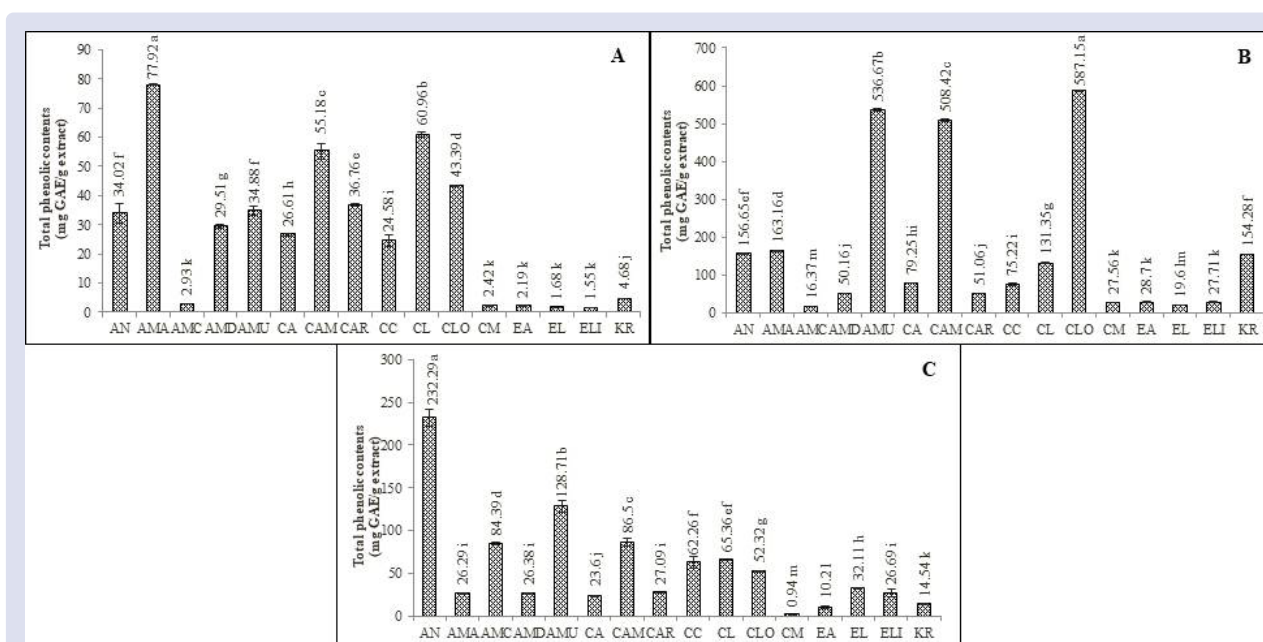 A
Total phenolic contents
(mg GAE/g extract)
90
80
70
60
50
40
30
20
10
0
34.02 f
77.92 a
2.93 k
29.51 g
34.88 f
26.61 h
55.18 c
36.76 e
24.58 i
60.96 b
43.39 d
2.42 k
2.19 k
1.68 k
1.55 k
4.68 j
AN AMA AMC AMD AMU CA CAM CAR CC CL CLO CM EA EL ELI KR
B
Total phenolic contents
(mg GAE/g extract)
700
600
500
400
300
200
100
0
156.65ef
163.16d
16.37 m
50.16 j
536.67b
79.25 hi
508.42c
51.06 j
75.22 i
131.35g
587.15a
27.56 k
28.7 k
19.6 lm
27.71 k
154.28 f
AN AMA AMC AMD AMU CA CAM CAR CC CL CLO CM EA EL ELI KR
C
Total phenolic contents
(mg GAE/g extract)
300
250
200
150
100
50
0
232.29a
26.29 i
84.39 d
26.38 i
128.71b
23.6 j
86.5 c
27.09 i
62.26 f
65.36 ef
52.32 g
0.94 m
10.21
32.11 h
26.69 i
14.54 k
AN AMA AMC AMD AMU CA CAM CAR CC CL CLO CM EA EL ELI KR